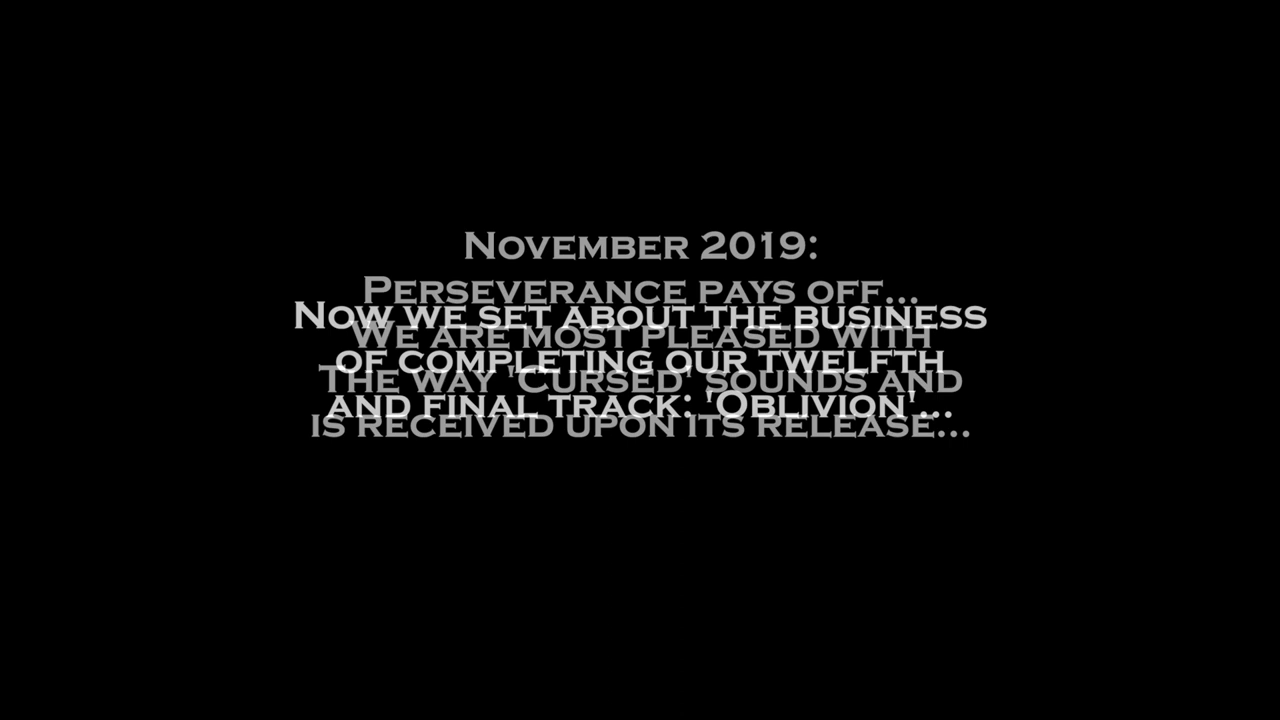 November 2019:
Perseverance pays off...
We are most pleased with
The way 'Cursed' sounds and
is received upon its release...
Now we set about the business
of completing our twelfth
and final track: 'Oblivion'...